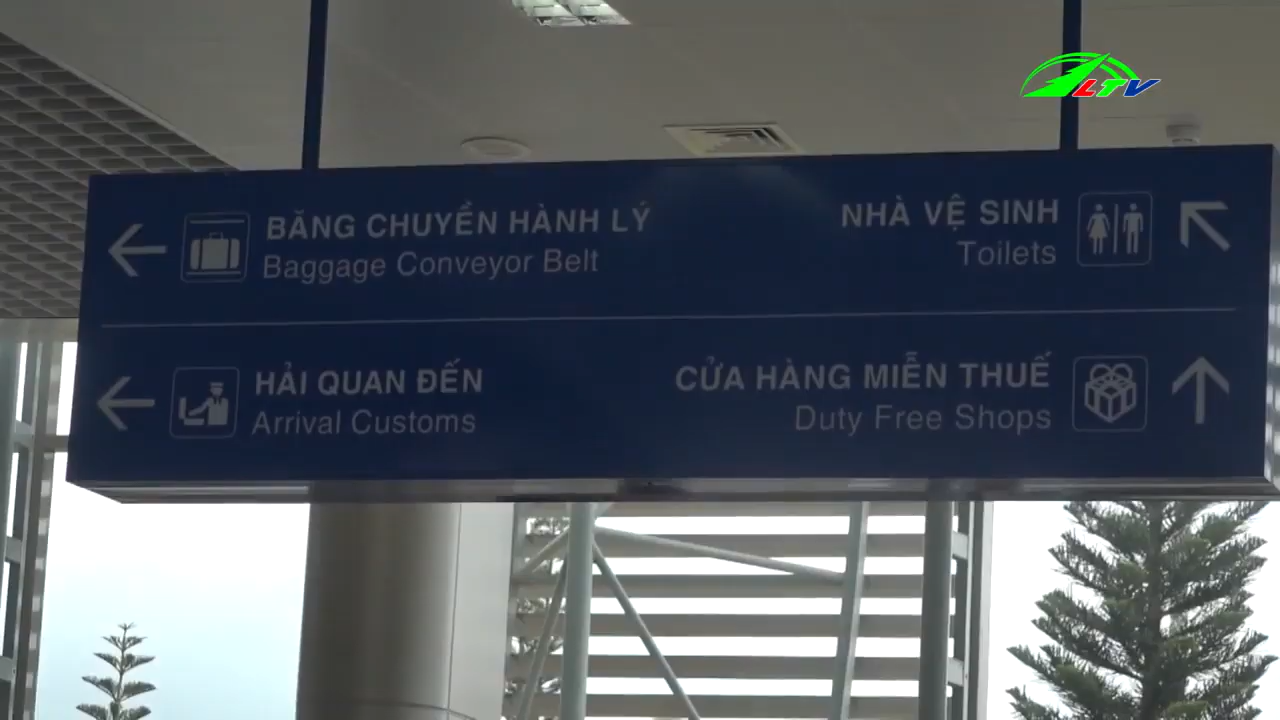 LTV
BĂNG CHUYỀN HÀNH LÝ
Baggage Conveyor Belt
NHÀ VỆ SINH
Toilets
HẢI QUAN ĐẾN
Arrival Customs
CỬA HÀNG MIỄN THUẾ
Duty Free Shops